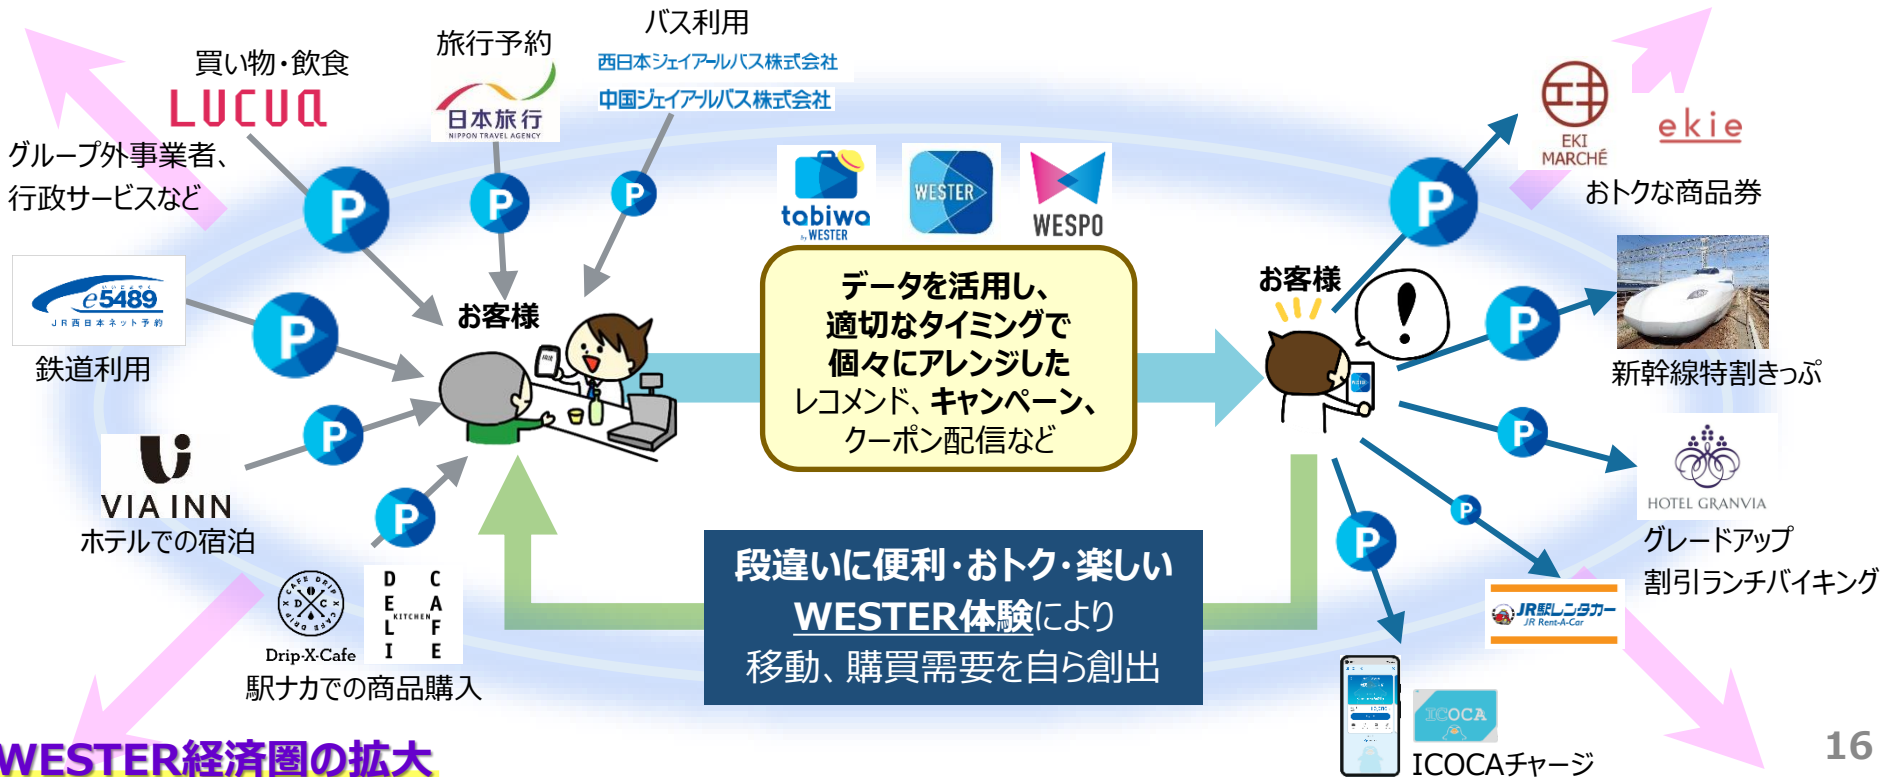 バス利用
旅行予約
西日本ジェイアールバス株式会社
買い物・飲食
LUCUA
中国ジェイアールバス株式会社
日本旅行
NIPPON TRAVEL AGENCY
グループ外事業者、
行政サービスなど
P
P
P
tabiwa
by WESTER
WESTER
WESPO
P
EKI
MARCHÉ
ekie
おトクな商品券
e5489
JR西日本ネット予約
鉄道利用
P
お客様
データを活用し、
適切なタイミングで
個々にアレンジした
レコメンド、キャンペーン、
クーポン配信など
お客様
!
WESTER
P
新幹線特割きっぷ
VIA INN
ホテルでの宿泊
P
P
P
HOTEL GRANVIA
グレードアップ
割引ランチバイキング
P
P
JR駅レンタカー
JR Rent-A-Car
CAFE DRIP X CAFE DRIP X
D C
Drip-X-Cafe
DELI
KITCHEN
CAFE
駅ナカでの商品購入
段違いに便利・おトク・楽しい
WESTER体験により
移動、購買需要を自ら創出
ICOCA
ICOCAチャージ
WESTER経済圏の拡大
16